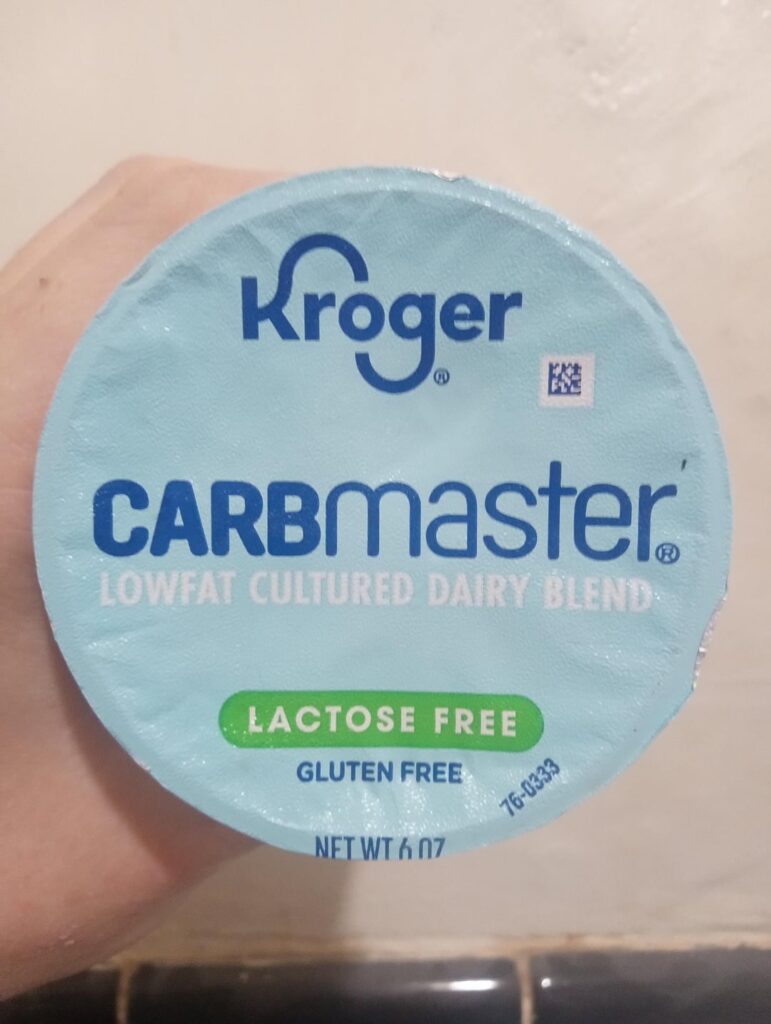 Kroger®
CARBmaster®
LOWFAT CULTURED DAIRY BLEND
LACTOSE FREE
GLUTEN FREE
76-0333
NET WT 6 OZ